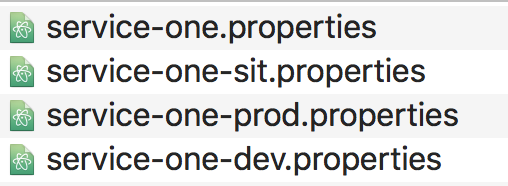 service-one.properties
service-one-sit.properties
service-one-prod.properties
service-one-dev.properties